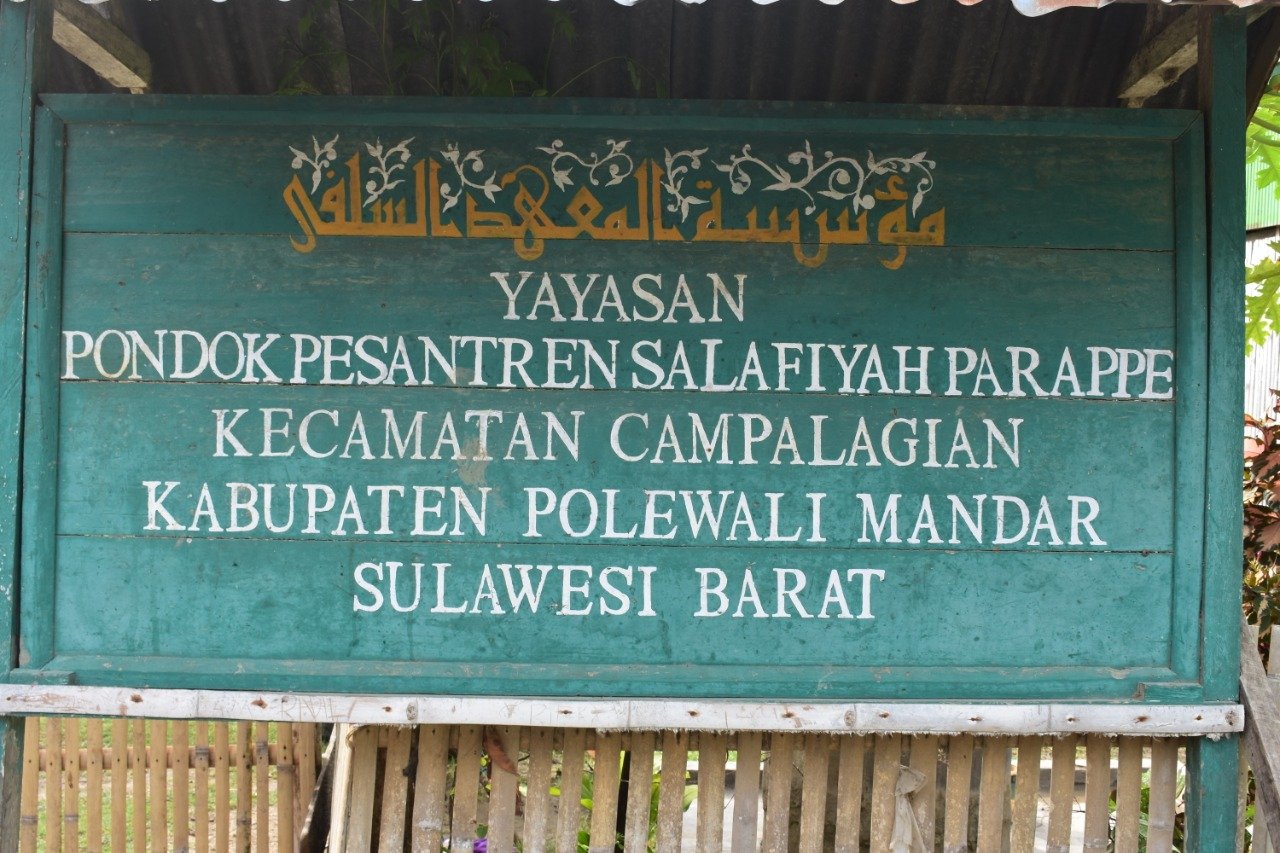 مؤسسة المعهد السلفي
YAYASAN
PONDOK PESANTREN SALAFIYAH PARAPPE
KECAMATAN CAMPALAGIAN
KABUPATEN POLEWALI MANDAR
SULAWESI BARAT